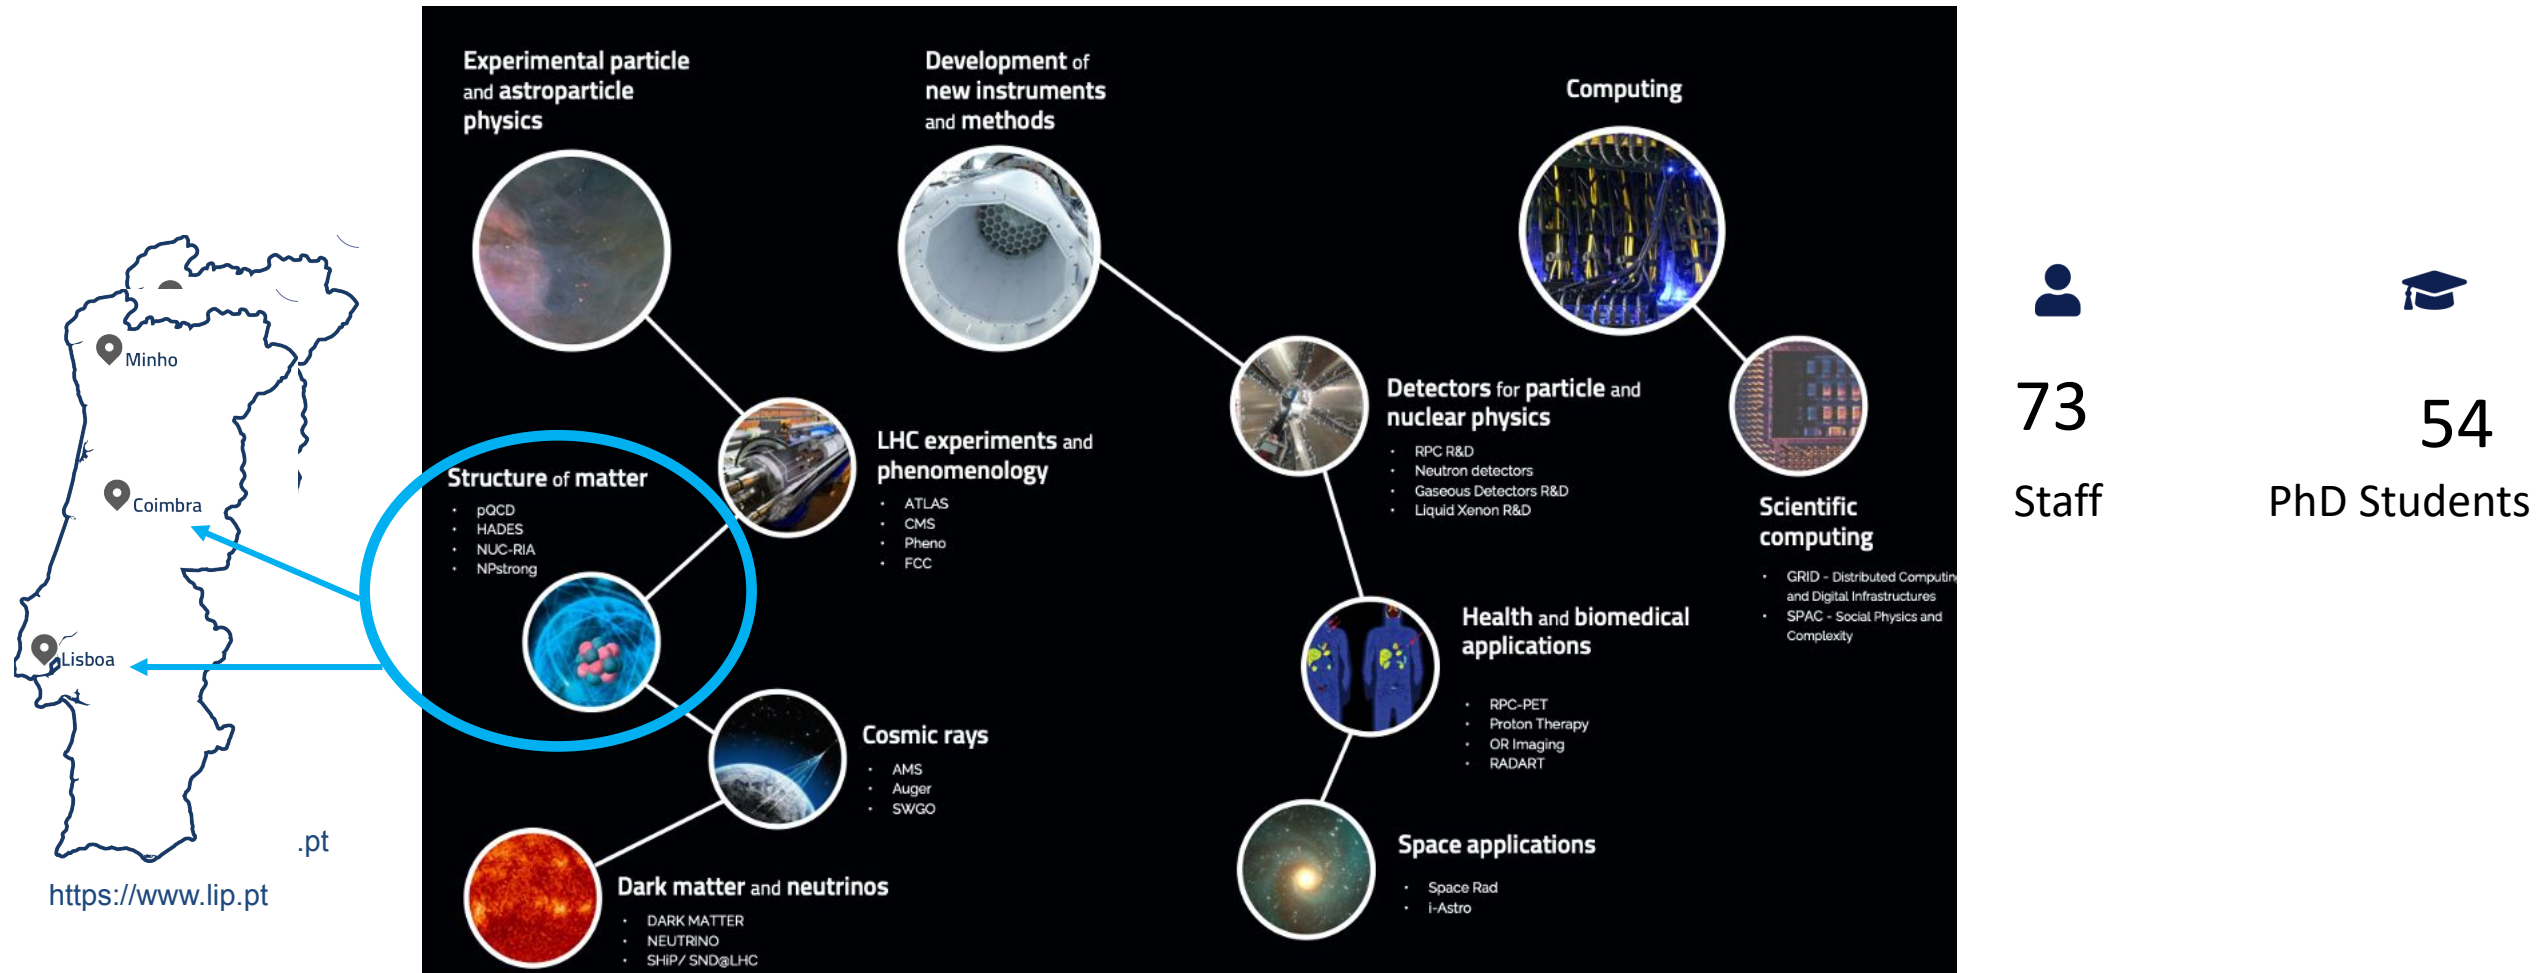 Experimental particle
and astroparticle
physics
Development of
new instruments
and methods
Computing
Minho
Coimbra
Lisboa
.pt
https://www.lip.pt
Structure of matter
• pQCD
• HADES
• NUC-RIA
• NPstrong
LHC experiments and
phenomenology
• ATLAS
• CMS
• Pheno
• FCC
Cosmic rays
• AMS
• Auger
• SWGO
Dark matter and neutrinos
• DARK MATTER
• NEUTRINO
• SHiP/ SND@LHC
Detectors for particle and
nuclear physics
• RPC R&D
• Neutron detectors
• Gaseous Detectors R&D
• Liquid Xenon R&D
Health and biomedical
applications
• RPC-PET
• Proton Therapy
• OR Imaging
• RADART
Space applications
• Space Rad
• i-Astro
Scientific
computing
• GRID - Distributed Computin
and Digital Infrastructures
• SPAC - Social Physics and
Complexity
73
Staff
54
PhD Students